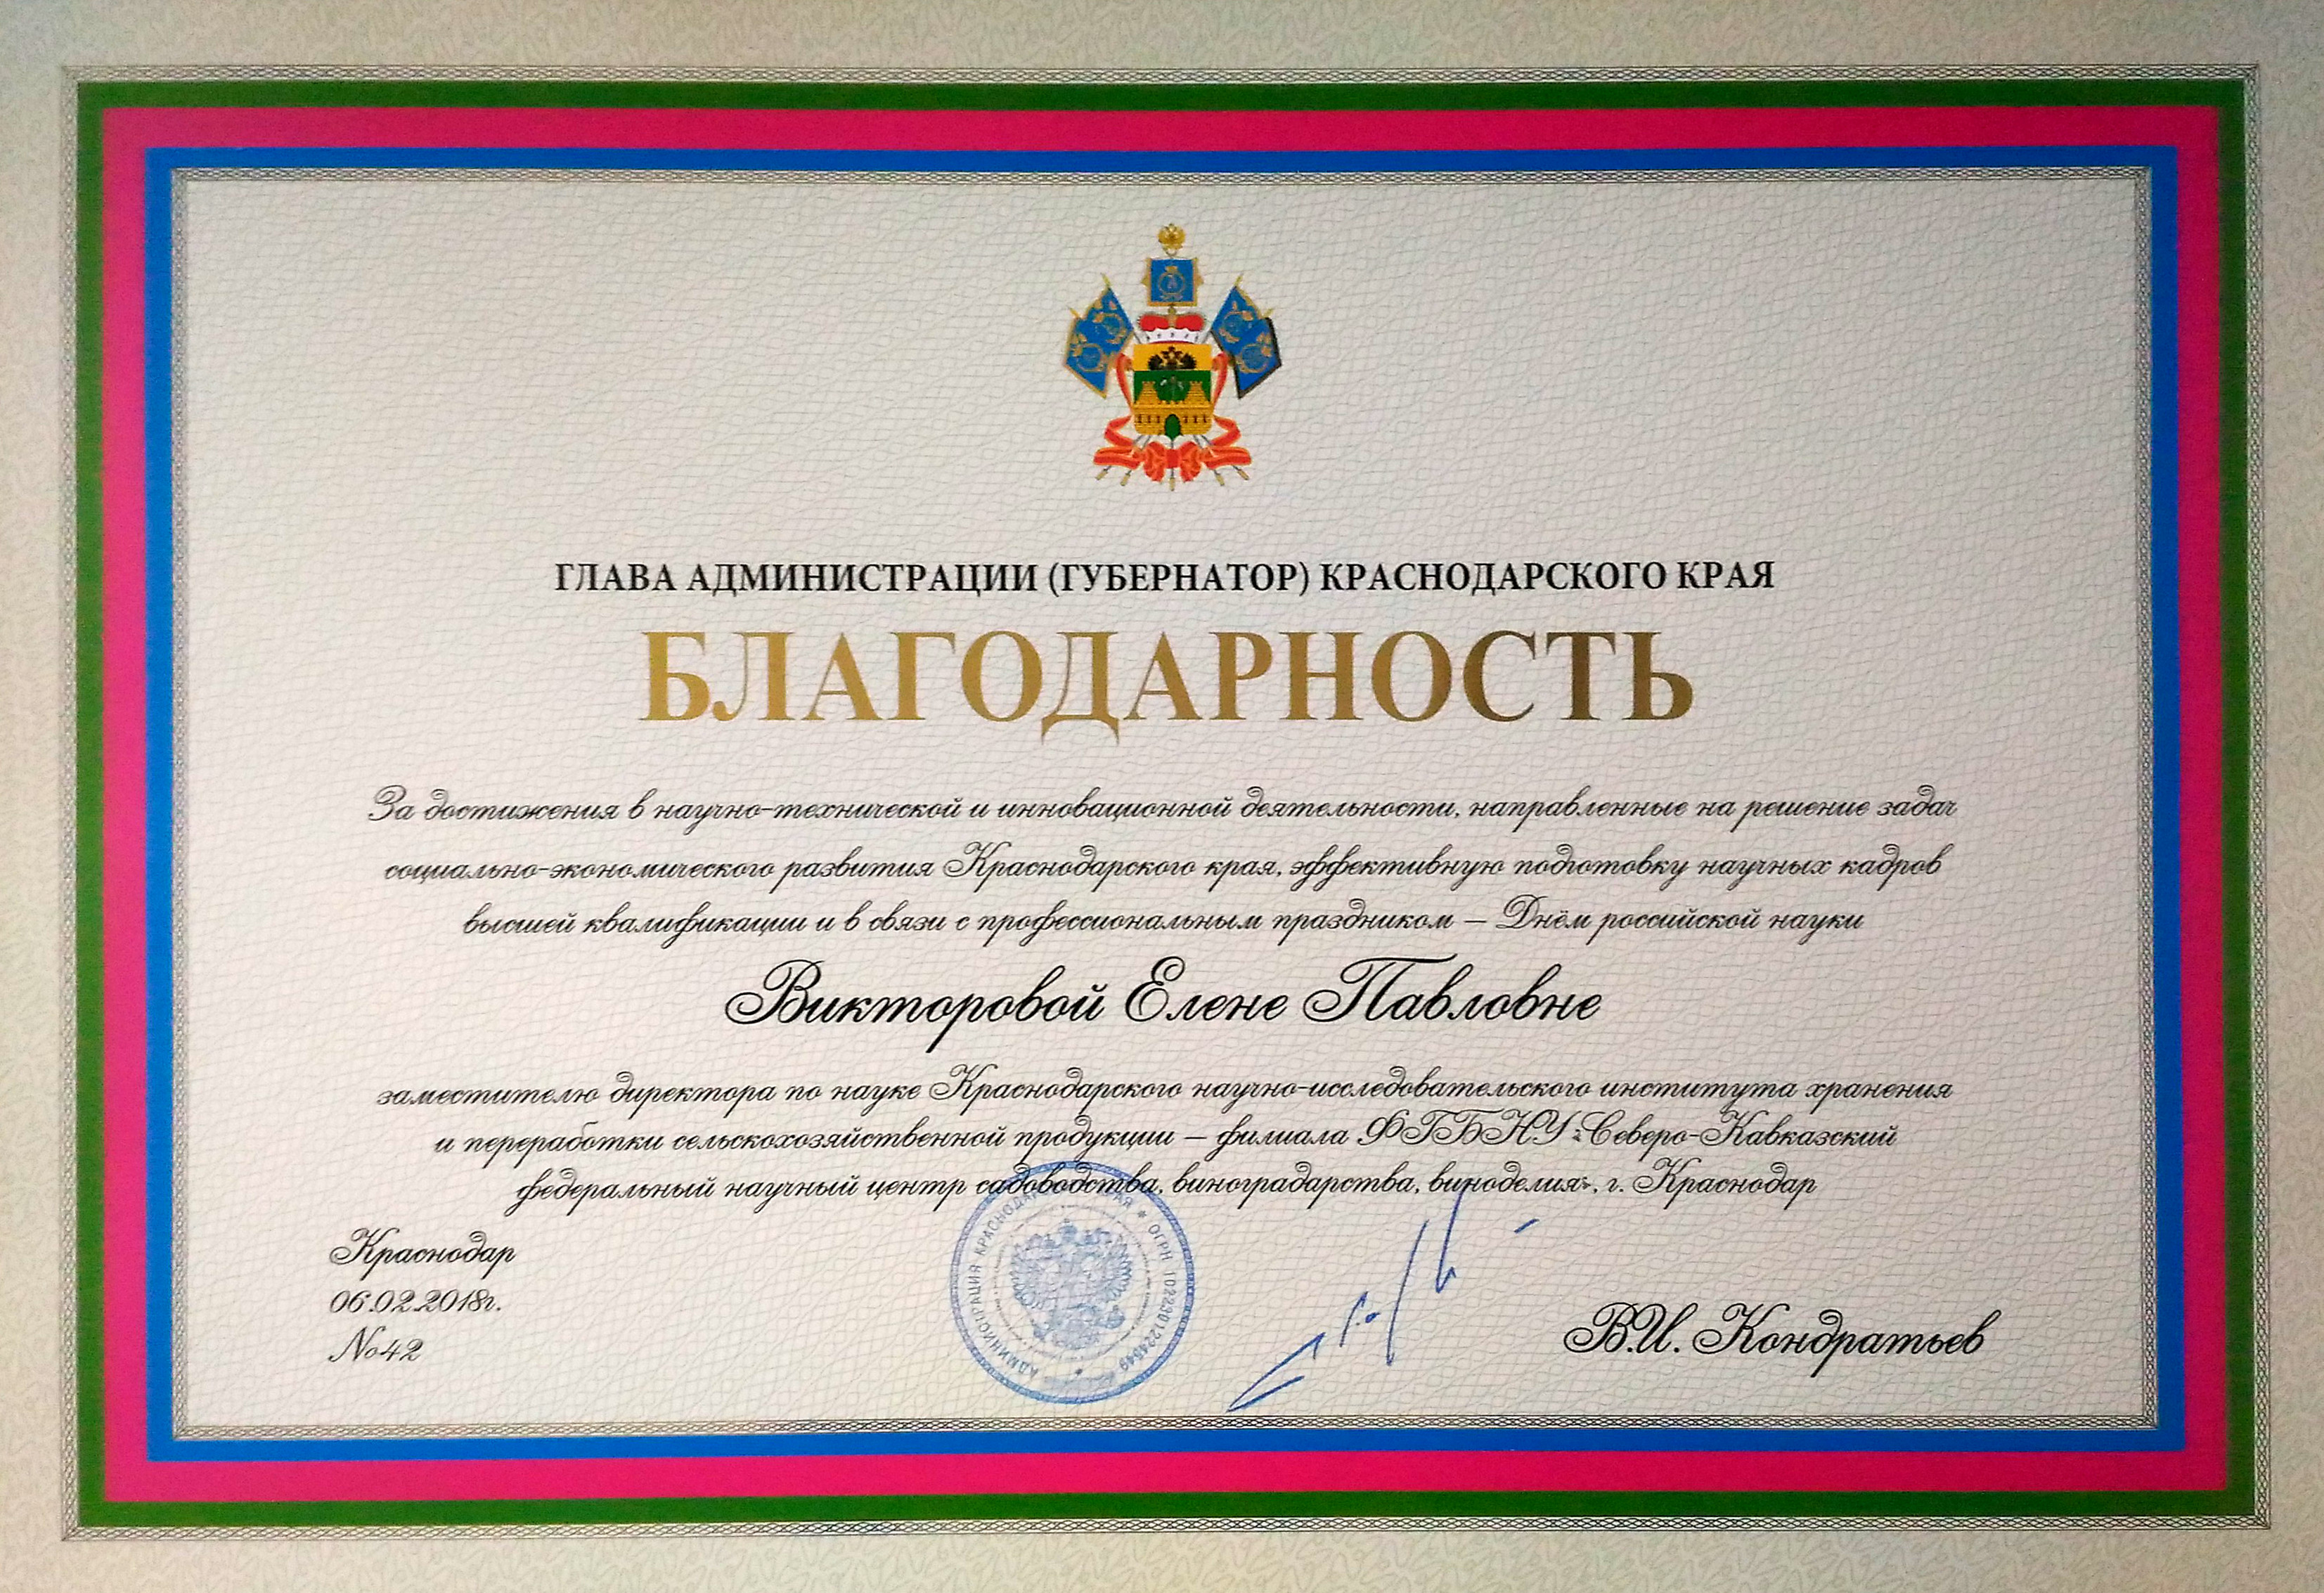 ГЛАВА АДМИНИСТРАЦИИ (ГУБЕРНАТОР) КРАСНОДАРСКОГО КРАЯ
БЛАГОДАРНОСТЬ
За достижения в научно-технической и инновационной деятельности, направленные на решение задач
социально-экономического развития Краснодарского края, эффективную подготовку научных кадров
высшей квалификации и в связи с профессиональным праздником – Днём российской науки
Викторовой Елене Павловне
заместителю директора по науке Краснодарского научно-исследовательского института хранения
и переработки сельскохозяйственной продукции – филиала ФГБНУ «Северо-Кавказский
федеральный научный центр садоводства, виноградарства, виноделия», г. Краснодар
Краснодар
06.02.2018г.
№42
АДМИНИСТРАЦИЯ
ОГРН
В.И. Кондратьев